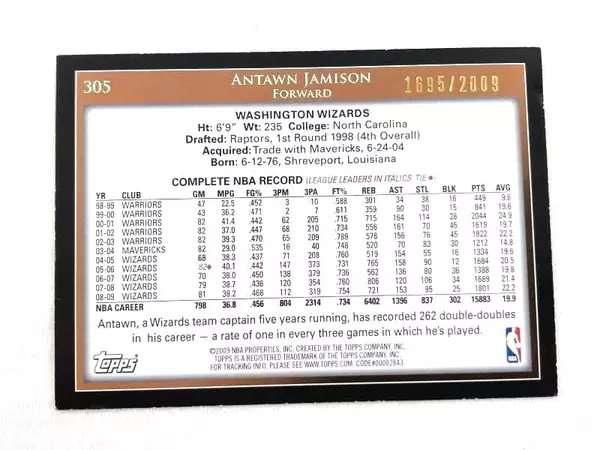 305
ANTAWN JAMISON
FORWARD
1695/2009
WASHINGTON WIZARDS
Ht: 6'9" Wt: 235 College: North Carolina
Drafted: Raptors, 1st Round 1998 (4th Overall)
Acquired: Trade with Mavericks, 6-24-04
Born: 6-12-76, Shreveport, Louisiana
COMPLETE NBA RECORD (LEAGUE LEADERS IN ITALICS, TIE ♦)
YR CLUB GM MPG FG% 3PM 3PA FT% REB AST STL BLK PTS AVG
98-99 WARRIORS 47 22.5 .452 3 10 .588 301 34 38 16 449 9.6
99-00 WARRIORS 43 36.2 .471 2 7 .611 359 90 30 15 841 19.6
00-01 WARRIORS 82 41.4 .442 62 205 .715 715 164 114 28 2044 24.9
01-02 WARRIORS 82 37.0 .447 68 210 .734 556 161 70 45 1619 19.7
02-03 WARRIORS 82 39.3 .470 65 209 .789 577 156 76 45 1822 22.2
03-04 MAVERICKS 82 29.0 .535 16 40 .748 520 70 83 30 1212 14.8
04-05 WIZARDS 68 38.3 .437 71 208 .760 517 154 55 14 1334 19.6
05-06 WIZARDS 82♦ 40.1 .442 147 373 .731 762 157 90 12 1684 20.5
06-07 WIZARDS 70 38.0 .450 138 379 .736 562 136 80 36 1388 19.8
07-08 WIZARDS 79 38.7 .436 120 354 .760 806 120 106 34 1688 21.4
08-09 WIZARDS 81 38.2 .468 112 319 .754 721 153 95 25 1801 22.2
NBA CAREER 798 36.8 .456 804 2314 .734 6402 1396 837 302 15883 19.9
Antawn, a Wizards team captain five years running, has recorded 262 double-doubles
in his career — a rate of one in every three games in which he's played.
Topps
©2009 NBA PROPERTIES, INC. CREATED BY THE TOPPS COMPANY, INC.
TOPPS IS A REGISTERED TRADEMARK OF THE TOPPS COMPANY, INC.
FOR TRACKING INFO, PLEASE SEE WWW.TOPPS.COM. CODE#00002843
NBA